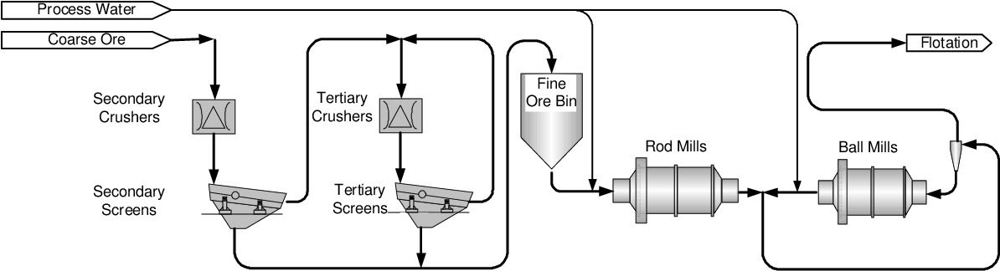 Process Water
Coarse Ore
Flotation
Secondary
Crushers
Tertiary
Crushers
Fine
Ore Bin
Rod Mills
Ball Mills
Secondary
Screens
Tertiary
Screens